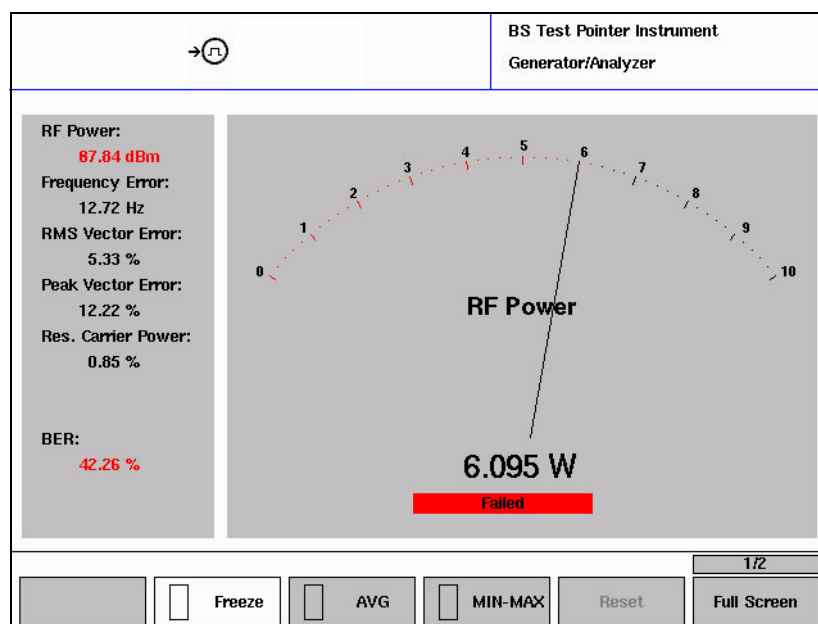 BS Test Pointer Instrument
Generator/Analyzer
RF Power:
dBm
Frequency Error:
12.72 Hz
RMS Vector Error:
5.33 %
Peak Vector Error:
12.22 %
Res. Carrier Power:
0.85 %
BER:
42.26 %
0 1 2 3 4 5 6 7 8 9 10
RF Power
6.095 W
Failed
1/2
Freeze
AVG
MIN-MAX
Reset
Full Screen